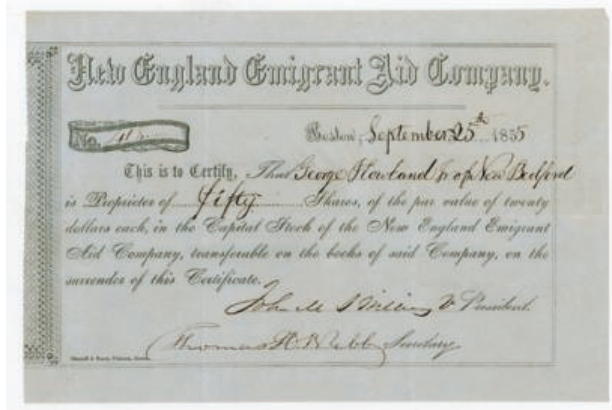 New England Emigrant Aid Company.
No.
Boston, September 25th 1855
This is to Certify, That George Howland Jr of New Bedford
is Proprietor of Fifty Shares, of the par value of twenty
dollars each, in the Capital Stock of the New England Emigrant
Aid Company, transferable on the books of said Company, on the
surrender of this Certificate.
John M S Williams V. President.
Thomas H. Webb Secretary